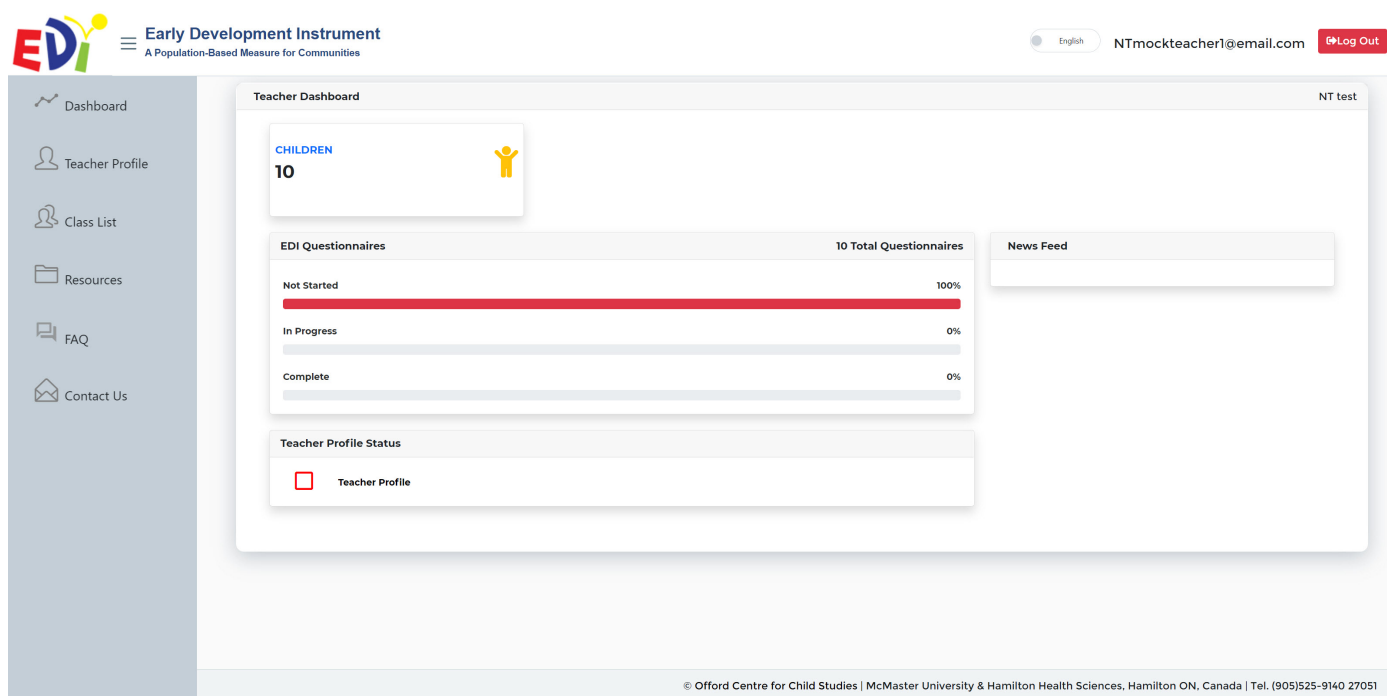 EDi
Early Development Instrument
A Population-Based Measure for Communities
English
NTmockteacher1@email.com
Log Out
Dashboard
Teacher Profile
Class List
Resources
FAQ
Contact Us
Teacher Dashboard
NT test
CHILDREN
10
EDI Questionnaires
10 Total Questionnaires
Not Started
100%
In Progress
0%
Complete
0%
News Feed
Teacher Profile Status
Teacher Profile
© Offord Centre for Child Studies | McMaster University & Hamilton Health Sciences, Hamilton ON, Canada | Tel. (905)525-9140 27051